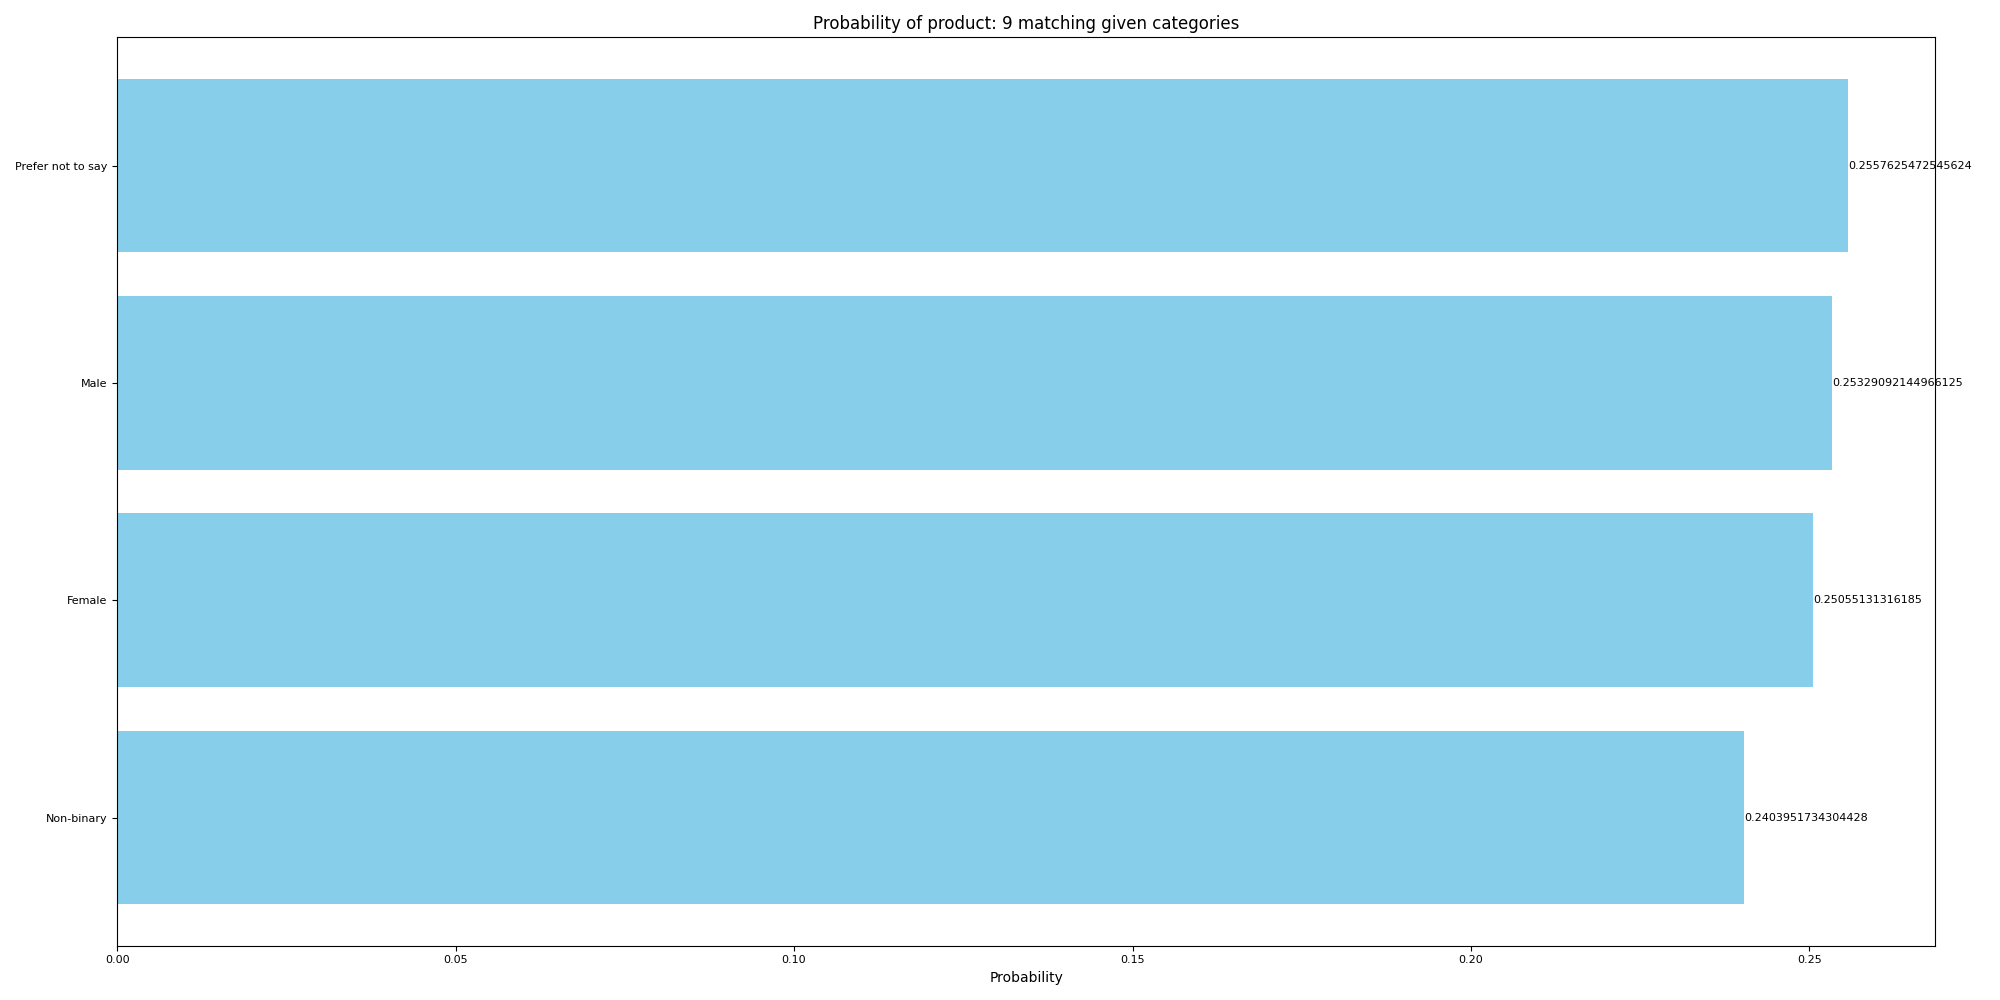 Probability of product: 9 matching given categories
Prefer not to say
0.2557625472545624
Male
0.25329092144966125
Female
0.25055131316185
Non-binary
0.2403951734304428
0.00 0.05 0.10 0.15 0.20 0.25
Probability